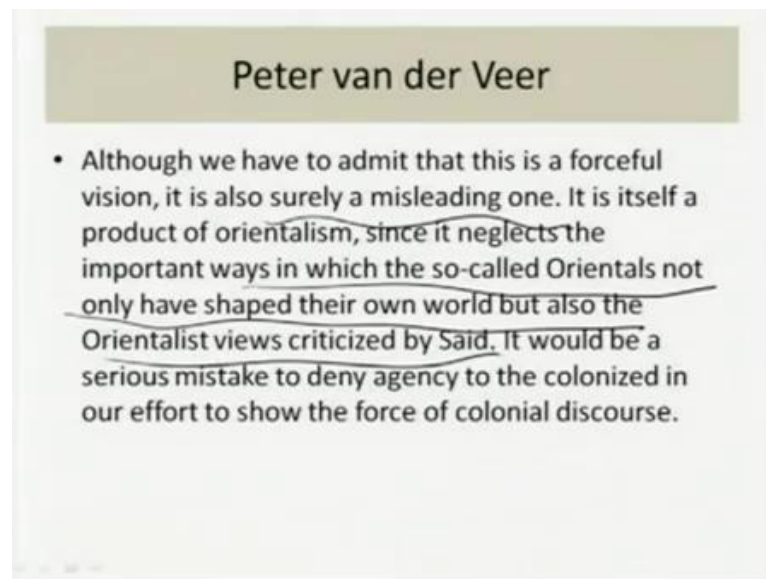 Peter van der Veer
• Although we have to admit that this is a forceful
vision, it is also surely a misleading one. It is itself a
product of orientalism, since it neglects the
important ways in which the so-called Orientals not
only have shaped their own world but also the
Orientalist views criticized by Said. It would be a
serious mistake to deny agency to the colonized in
our effort to show the force of colonial discourse.